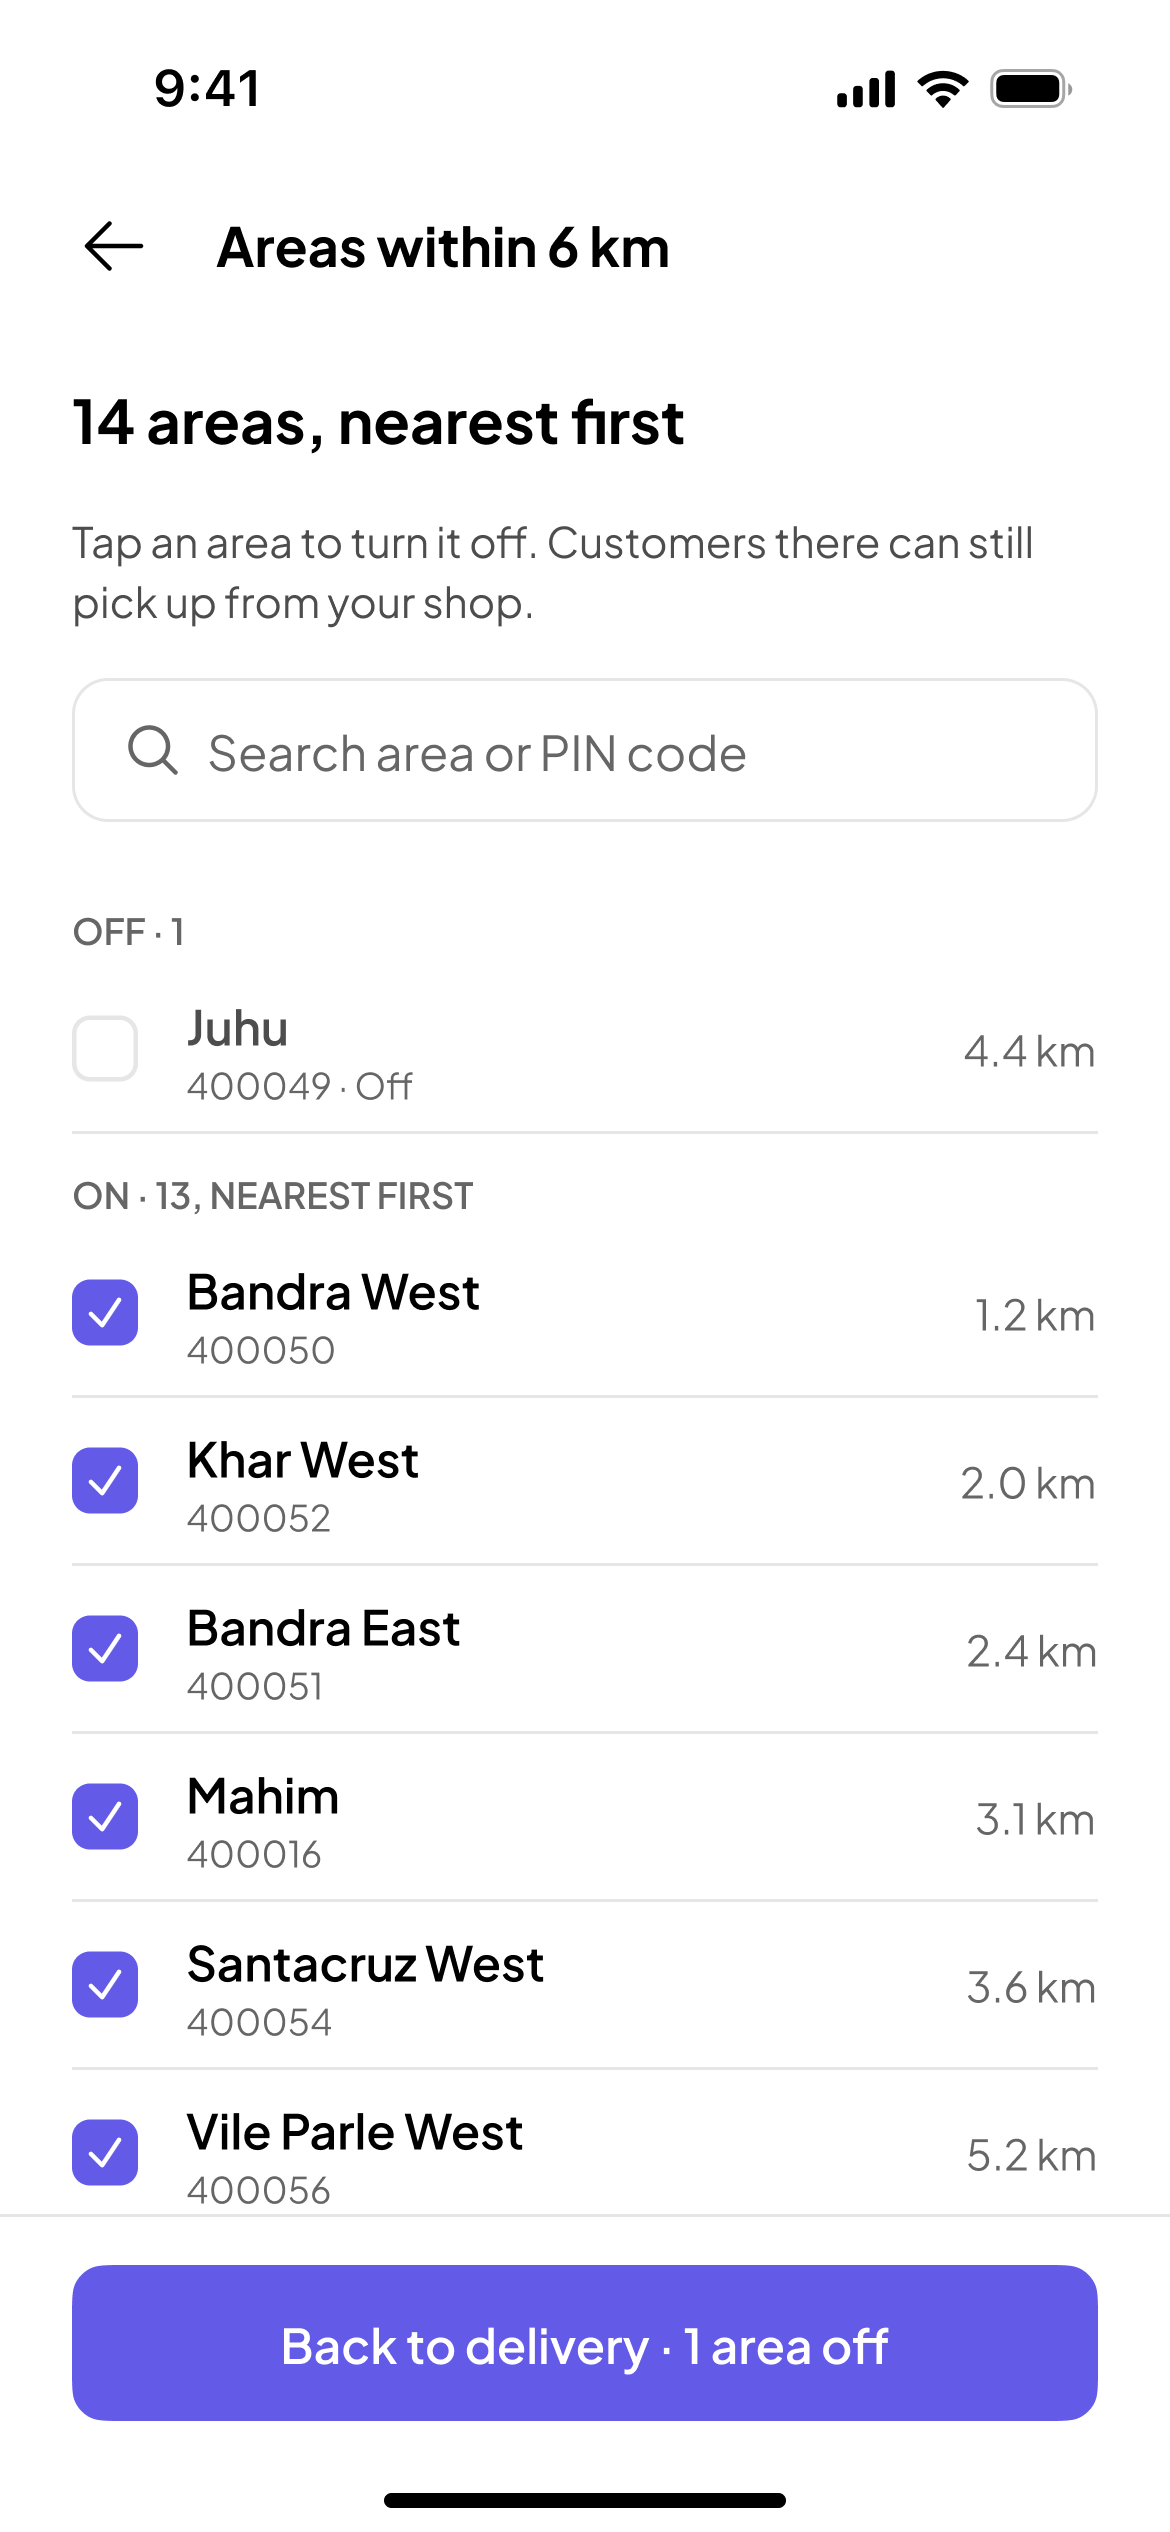 9:41
Areas within 6 km
14 areas, nearest first
Tap an area to turn it off. Customers there can still
pick up from your shop.
Search area or PIN code
OFF · 1
Juhu
4.4 km
400049 · Off
ON · 13, NEAREST FIRST
Bandra West
1.2 km
400050
Khar West
2.0 km
400052
Bandra East
2.4 km
400051
Mahim
3.1 km
400016
Santacruz West
3.6 km
400054
Vile Parle West
5.2 km
400056
Back to delivery · 1 area off